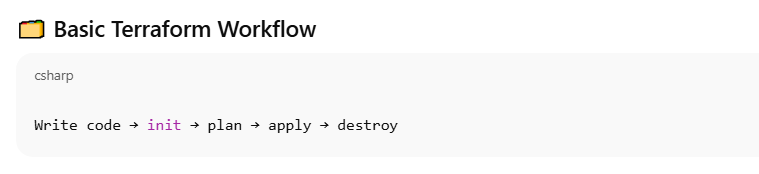 Basic Terraform Workflow
csharp
Write code → init → plan → apply → destroy